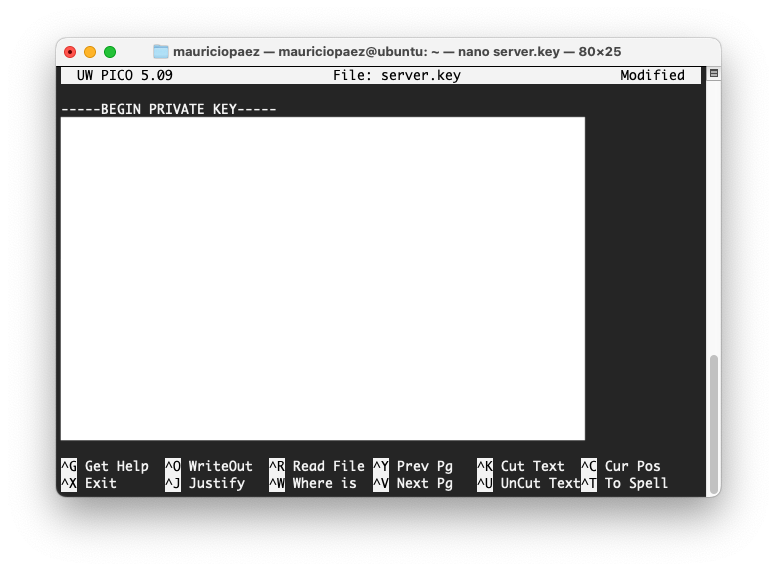 mauriciopaez — mauriciopaez@ubuntu: ~ — nano server.key — 80×25
UW PICO 5.09 File: server.key Modified
-----BEGIN PRIVATE KEY-----
^G Get Help ^O WriteOut ^R Read File ^Y Prev Pg ^K Cut Text ^C Cur Pos
^X Exit ^J Justify ^W Where is ^V Next Pg ^U UnCut Text^T To Spell